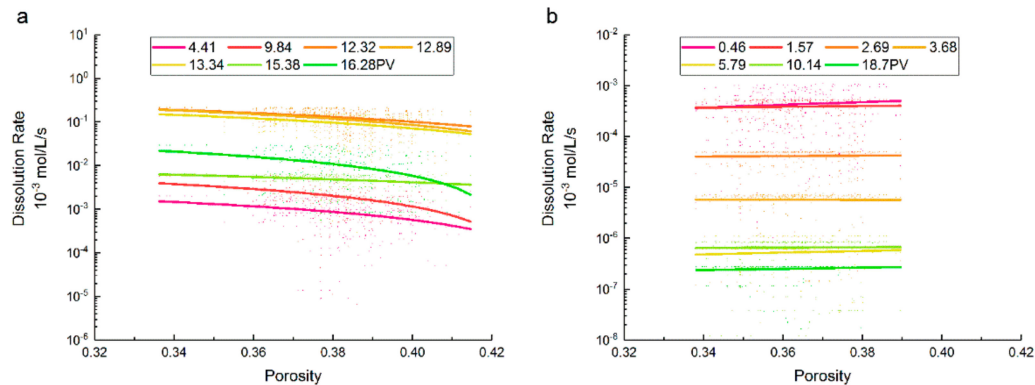 a
4.41 9.84 12.32 12.89
13.34 15.38 16.28PV
10^1
10^0
10^-1
10^-2
10^-3
10^-4
10^-5
10^-6
Dissolution Rate
10^-3 mol/L/s
0.32 0.34 0.36 0.38 0.40 0.42
Porosity
b
0.46 1.57 2.69 3.68
5.79 10.14 18.7PV
10^-2
10^-3
10^-4
10^-5
10^-6
10^-7
10^-8
Dissolution Rate
10^-3 mol/L/s
0.32 0.34 0.36 0.38 0.40 0.42
Porosity